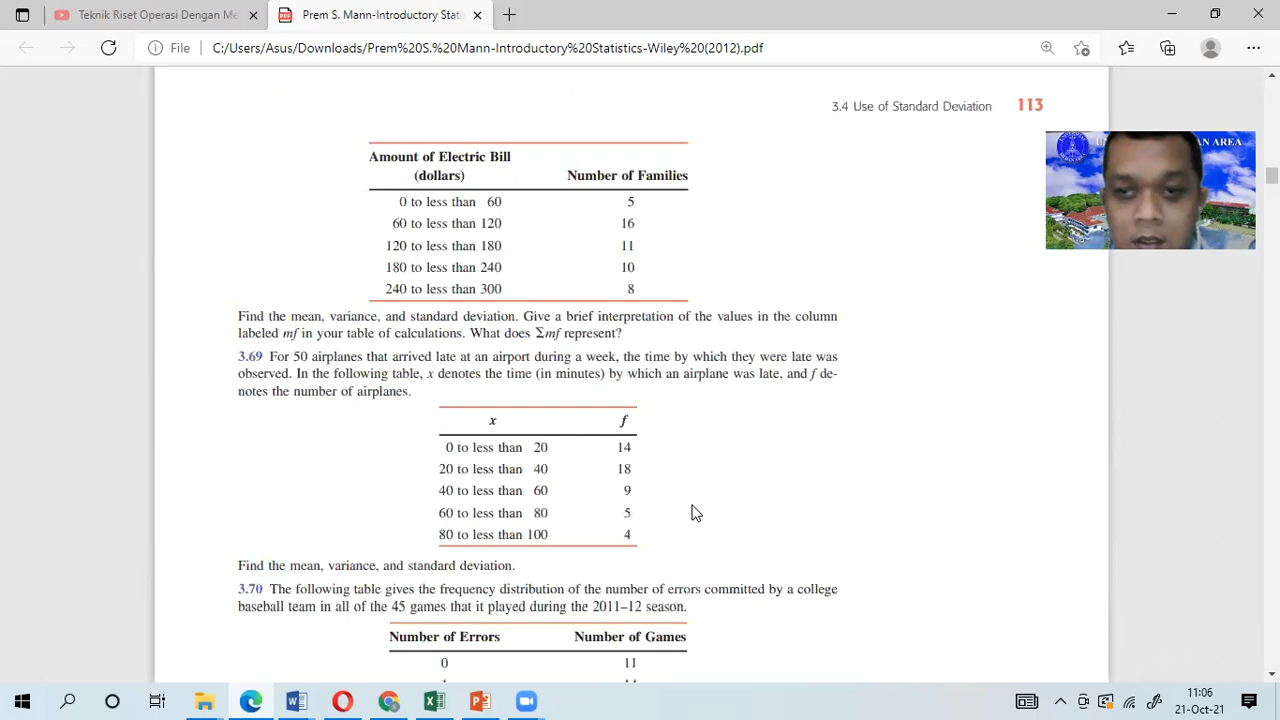 Teknik Riset Operasi Dengan Me
Prem S. Mann-Introductory Statis
File
C:/Users/Asus/Downloads/Prem%20S.%20Mann-Introductory%20Statistics-Wiley%20(2012).pdf
3.4 Use of Standard Deviation 113
Amount of Electric Bill
(dollars) Number of Families
0 to less than 60 5
60 to less than 120 16
120 to less than 180 11
180 to less than 240 10
240 to less than 300 8
Find the mean, variance, and standard deviation. Give a brief interpretation of the values in the column
labeled mf in your table of calculations. What does Σmf represent?
3.69 For 50 airplanes that arrived late at an airport during a week, the time by which they were late was
observed. In the following table, x denotes the time (in minutes) by which an airplane was late, and f de-
notes the number of airplanes.
x f
0 to less than 20 14
20 to less than 40 18
40 to less than 60 9
60 to less than 80 5
80 to less than 100 4
Find the mean, variance, and standard deviation.
3.70 The following table gives the frequency distribution of the number of errors committed by a college
baseball team in all of the 45 games that it played during the 2011–12 season.
Number of Errors Number of Games
0 11
AN AREA
11:06
21-Oct-21